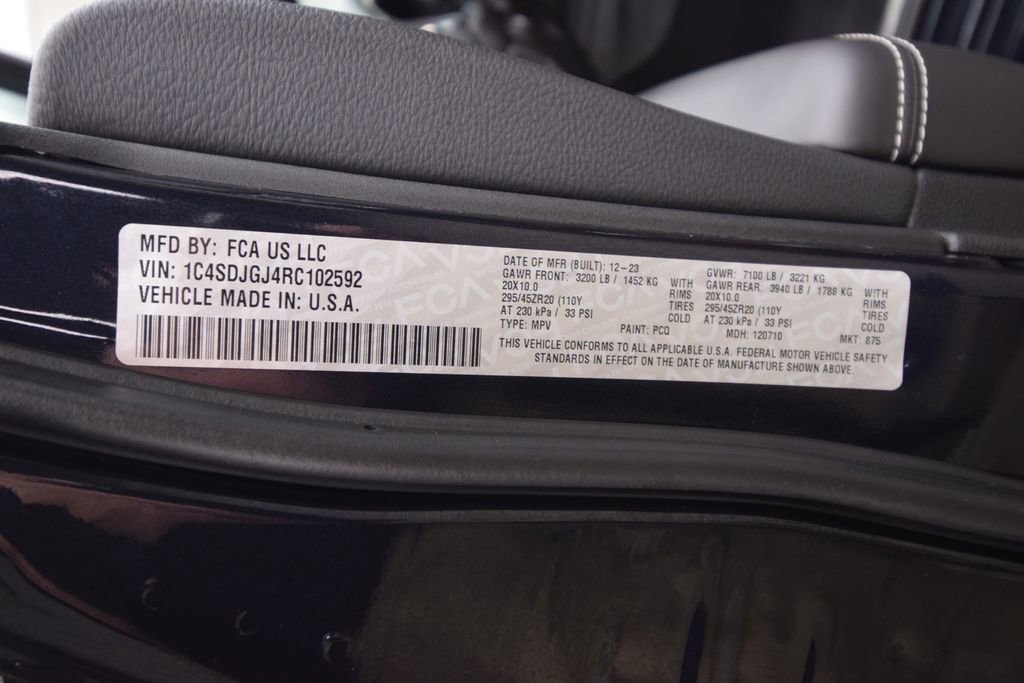 MFD BY: FCA US LLC
VIN: 1C4SDJGJ4RC102592
VEHICLE MADE IN: U.S.A.
DATE OF MFR (BUILT): 12-23
GAWR FRONT: 3200 LB / 1452 KG WITH
20X10.0 RIMS
295/45ZR20 (110Y TIRES
AT 230 kPa / 33 PSI COLD
TYPE: MPV PAINT: PCQ
GVWR: 7100 LB / 3221 KG
GAWR REAR: 3940 LB / 1788 KG WITH
20X10.0 RIMS
295/45ZR20 (110Y TIRES
AT 230 kPa / 33 PSI COLD
MDH: 120710 MKT: 875
THIS VEHICLE CONFORMS TO ALL APPLICABLE U.S.A. FEDERAL MOTOR VEHICLE SAFETY
STANDARDS IN EFFECT ON THE DATE OF MANUFACTURE SHOWN ABOVE.